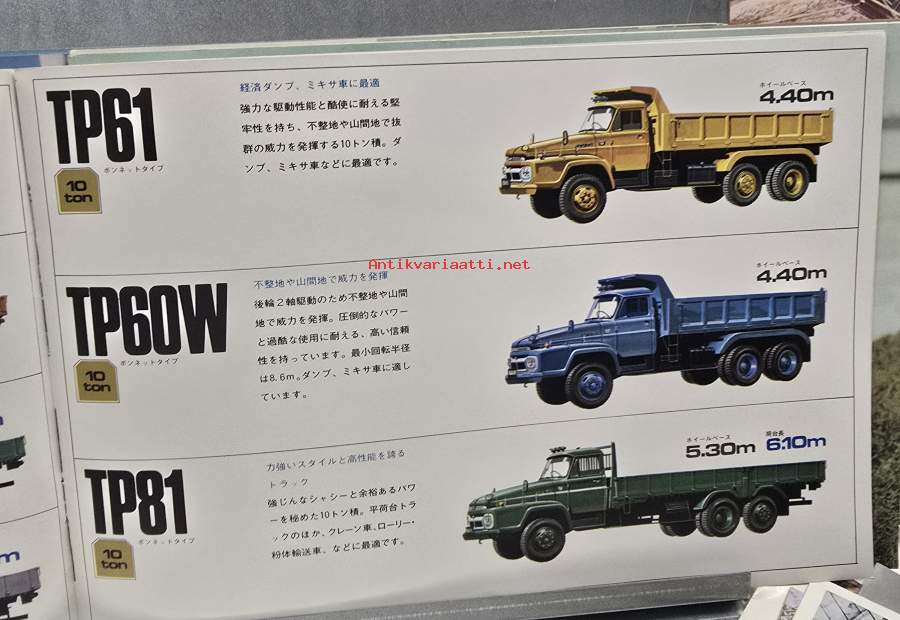 TP61
ボンネットタイプ
10
ton
経済ダンプ、ミキサ車に最適
強力な駆動性能と酷使に耐える堅
牢性を持ち、不整地や山間地で抜
群の威力を発揮する10トン積。ダ
ンプ、ミキサ車などに最適です。
ホイールベース
4.40m
Antikvariaatti.net
TP60W
ボンネットタイプ
10
ton
不整地や山間地で威力を発揮
後輪2軸駆動のため不整地や山間
地で威力を発揮。圧倒的なパワー
と過酷な使用に耐える、高い信頼
性を持っています。最小回転半径
は8.6m。ダンプ、ミキサ車に適し
ています。
ホイールベース
4.40m
TP81
ボンネットタイプ
10
ton
力強いスタイルと高性能を誇る
トラック
強じんなシャシーと余裕あるパワ
ーを秘めた10トン積。平荷台トラ
ックのほか、クレーン車、ローリー・
粉体輸送車、などに最適です。
ホイールベース
5.30m
荷台長
6.10m
m